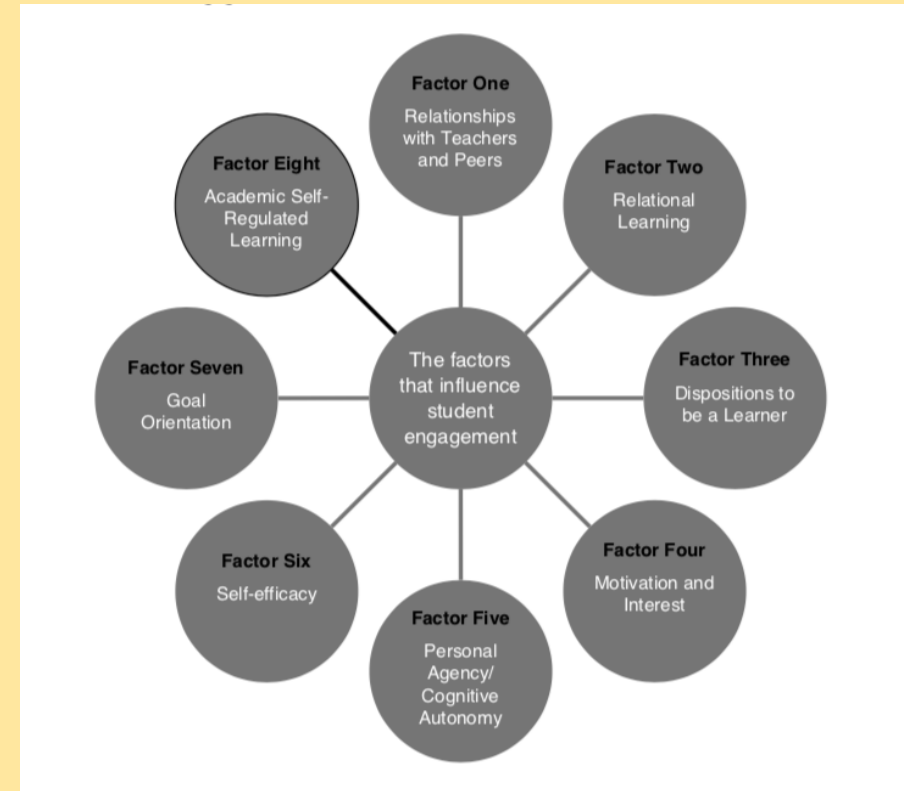 The factors
that influence
student
engagement
Factor One
Relationships
with Teachers
and Peers
Factor Two
Relational
Learning
Factor Three
Dispositions to
be a Learner
Factor Four
Motivation and
Interest
Factor Five
Personal
Agency/
Cognitive
Autonomy
Factor Six
Self-efficacy
Factor Seven
Goal
Orientation
Factor Eight
Academic Self-
Regulated
Learning